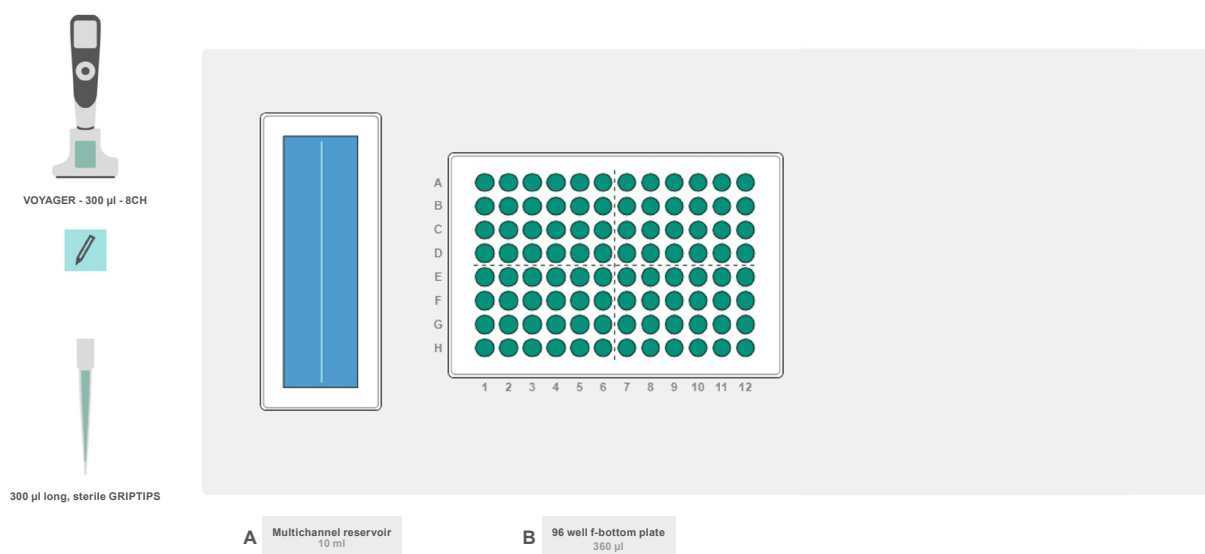 VOYAGER - 300 µl - 8CH
A
B
C
D
E
F
G
H
1 2 3 4 5 6 7 8 9 10 11 12
300 µl long, sterile GRIPTIPS
A Multichannel reservoir
10 ml
B 96 well f-bottom plate
360 µl